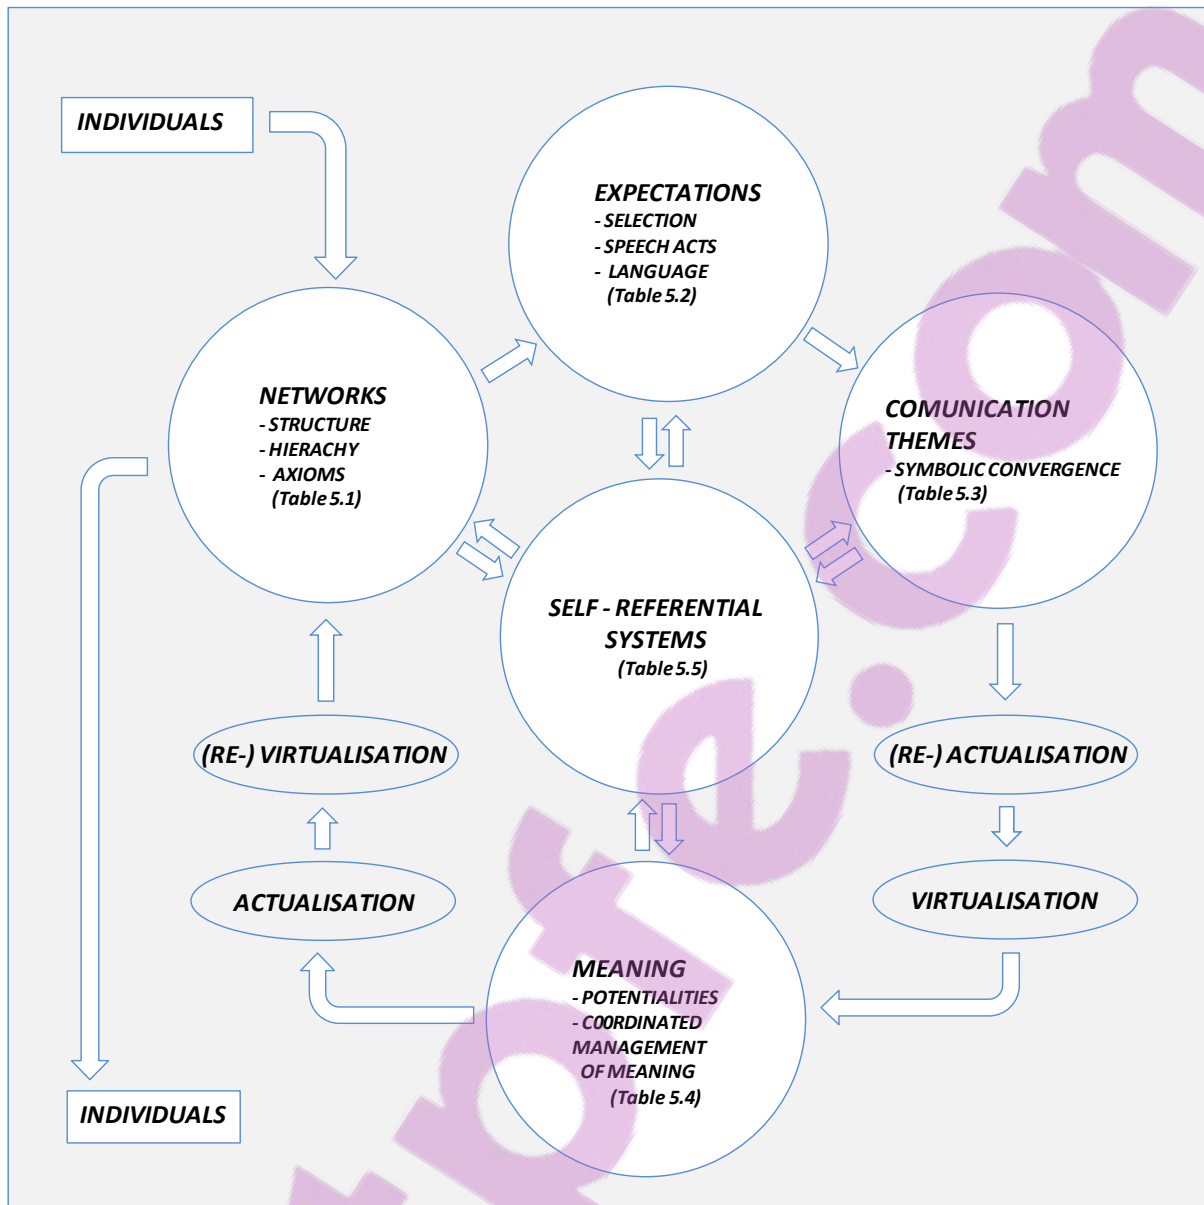 INDIVIDUALS
EXPECTATIONS
- SELECTION
- SPEECH ACTS
- LANGUAGE
(Table 5.2)
NETWORKS
- STRUCTURE
- HIERACHY
- AXIOMS
(Table 5.1)
COMUNICATION
THEMES
- SYMBOLIC CONVERGENCE
(Table 5.3)
SELF - REFERENTIAL
SYSTEMS
(Table 5.5)
(RE-) VIRTUALISATION
(RE-) ACTUALISATION
ACTUALISATION
VIRTUALISATION
MEANING
- POTENTIALITIES
- C00RDINATED
MANAGEMENT
OF MEANING
(Table 5.4)
INDIVIDUALS
tpfe.com